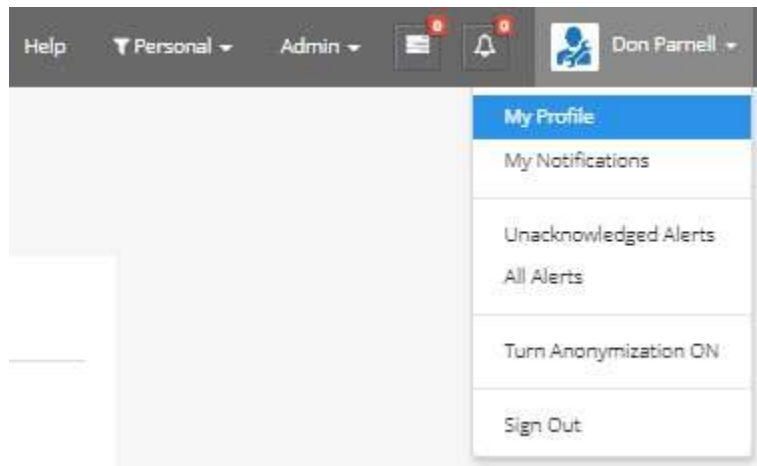 Help Personal Admin 0 0 Don Parnell
My Profile
My Notifications
Unacknowledged Alerts
All Alerts
Turn Anonymization ON
Sign Out